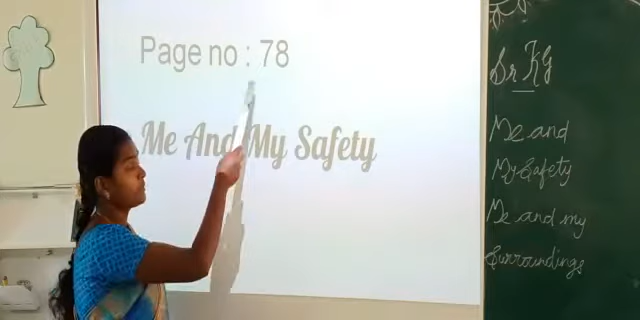 Page no : 78
Me And My Safety
Sr KG
Me and
My Safety
Me and my
Surroundings